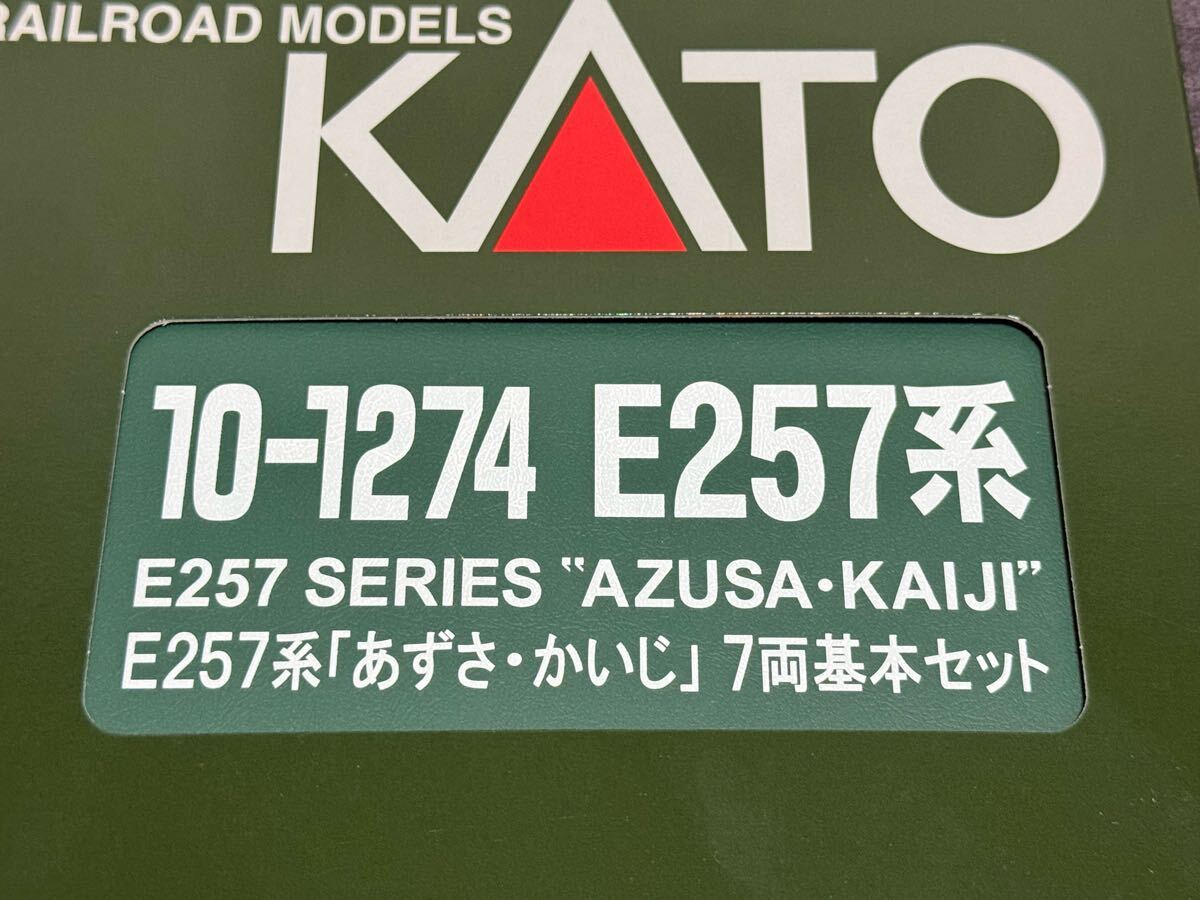 RAILROAD MODELS
KATO
10-1274 E257系
E257 SERIES “AZUSA・KAIJI”
E257系「あずさ・かいじ」 7両基本セット